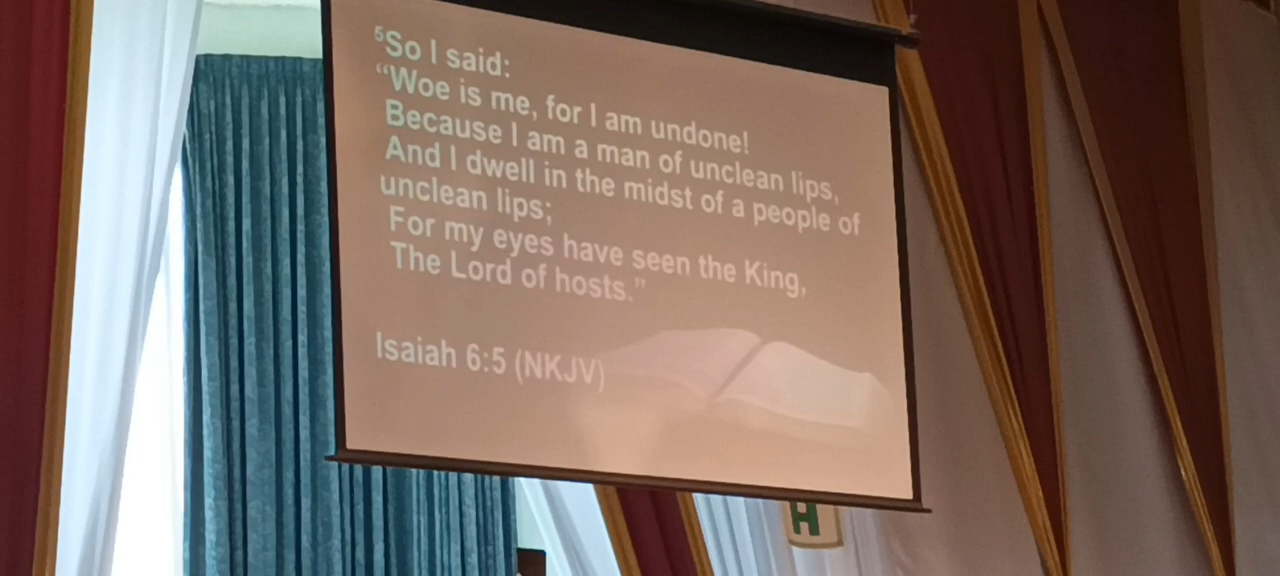 ⁵So I said:
“Woe is me, for I am undone!
Because I am a man of unclean lips,
And I dwell in the midst of a people of
unclean lips;
For my eyes have seen the King,
The Lord of hosts.”
Isaiah 6:5 (NKJV)
H